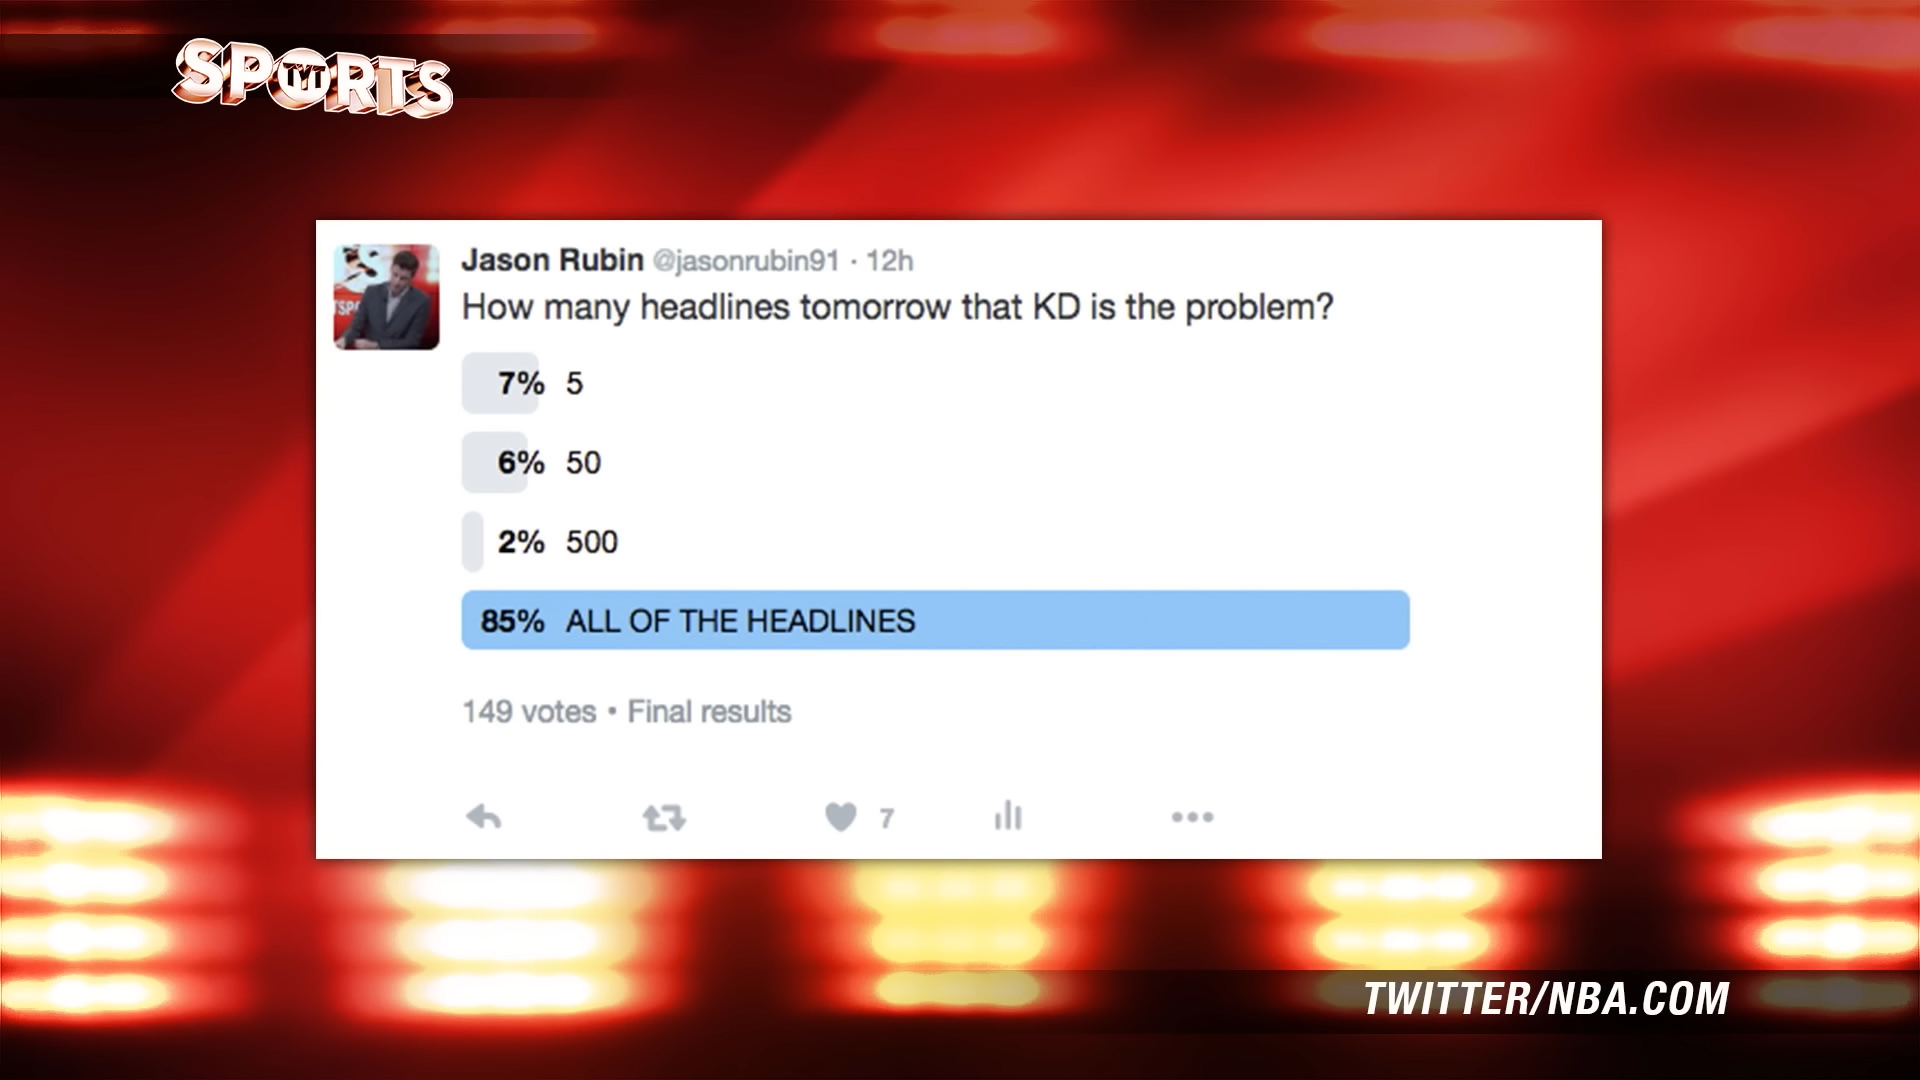 SPORTS
TYT
Jason Rubin @jasonrubin91 · 12h
How many headlines tomorrow that KD is the problem?
7% 5
6% 50
2% 500
85% ALL OF THE HEADLINES
149 votes • Final results
7
TWITTER/NBA.COM